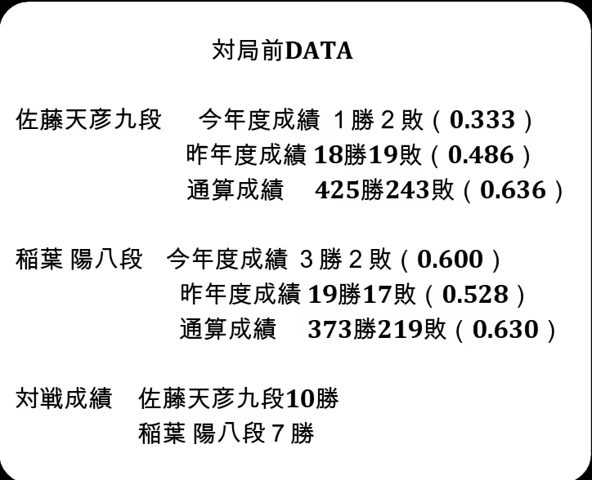 対局前DATA
佐藤天彦九段 今年度成績 １勝２敗（0.333）
昨年度成績 18勝19敗（0.486）
通算成績 425勝243敗（0.636）
稲葉 陽八段 今年度成績 ３勝２敗（0.600）
昨年度成績 19勝17敗（0.528）
通算成績 373勝219敗（0.630）
対戦成績 佐藤天彦九段10勝
稲葉 陽八段７勝